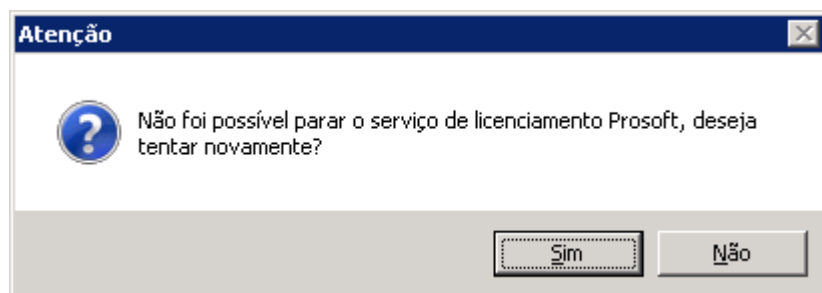 Atenção
Não foi possível parar o serviço de licenciamento Prosoft, deseja
tentar novamente?
Sim
Não